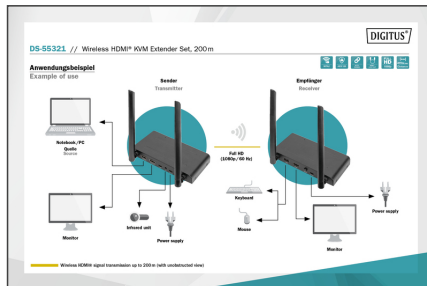 DIGITUS®
DS-55321 // Wireless HDMI® KVM Extender Set, 200 m
Anwendungsbeispiel
Example of use
Sender
Transmitter
Empfänger
Receiver
Notebook/PC
Quelle
Source
Full HD
(1080p / 60 Hz)
Keyboard
Mouse
Monitor
Infrared unit
Power supply
Monitor
Power supply
Wireless HDMI® signal transmission up to 200 m (with unobstructed view)